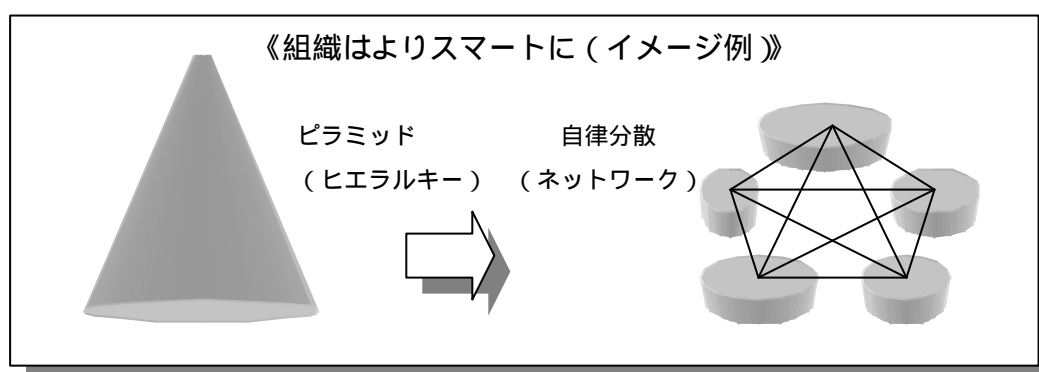 《組織はよりスマートに（イメージ例）》
ピラミッド
（ヒエラルキー）
自律分散
（ネットワーク）